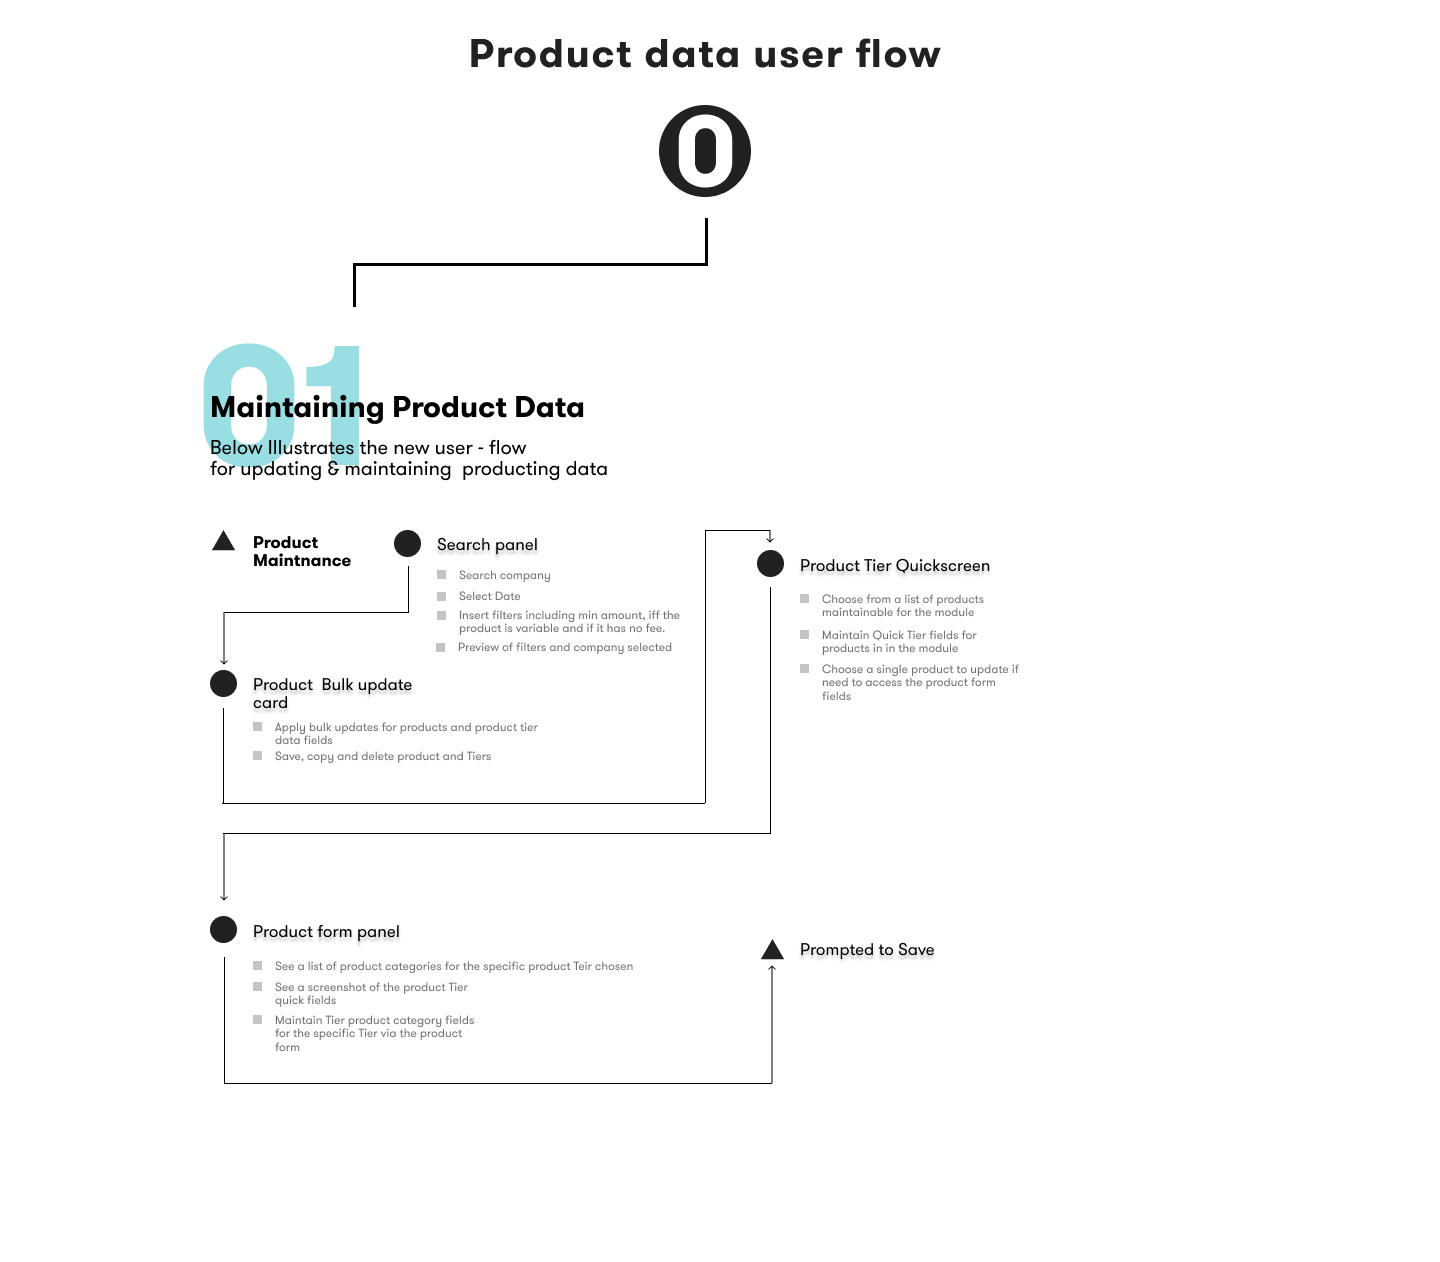 Product data user flow
0
01
Maintaining Product Data
Below Illustrates the new user - flow
for updating & maintaining  producting data
Product
Maintnance
Search panel
Search company
Select Date
Insert filters including min amount, iff the
product is variable and if it has no fee.
Preview of filters and company selected
Product  Bulk update
card
Apply bulk updates for products and product tier
data fields
Save, copy and delete product and Tiers
Product Tier Quickscreen
Choose from a list of products
maintainable for the module
Maintain Quick Tier fields for
products in in the module
Choose a single product to update if
need to access the product form
fields
Product form panel
See a list of product categories for the specific product Teir chosen
See a screenshot of the product Tier
quick fields
Maintain Tier product category fields
for the specific Tier via the product
form
Prompted to Save